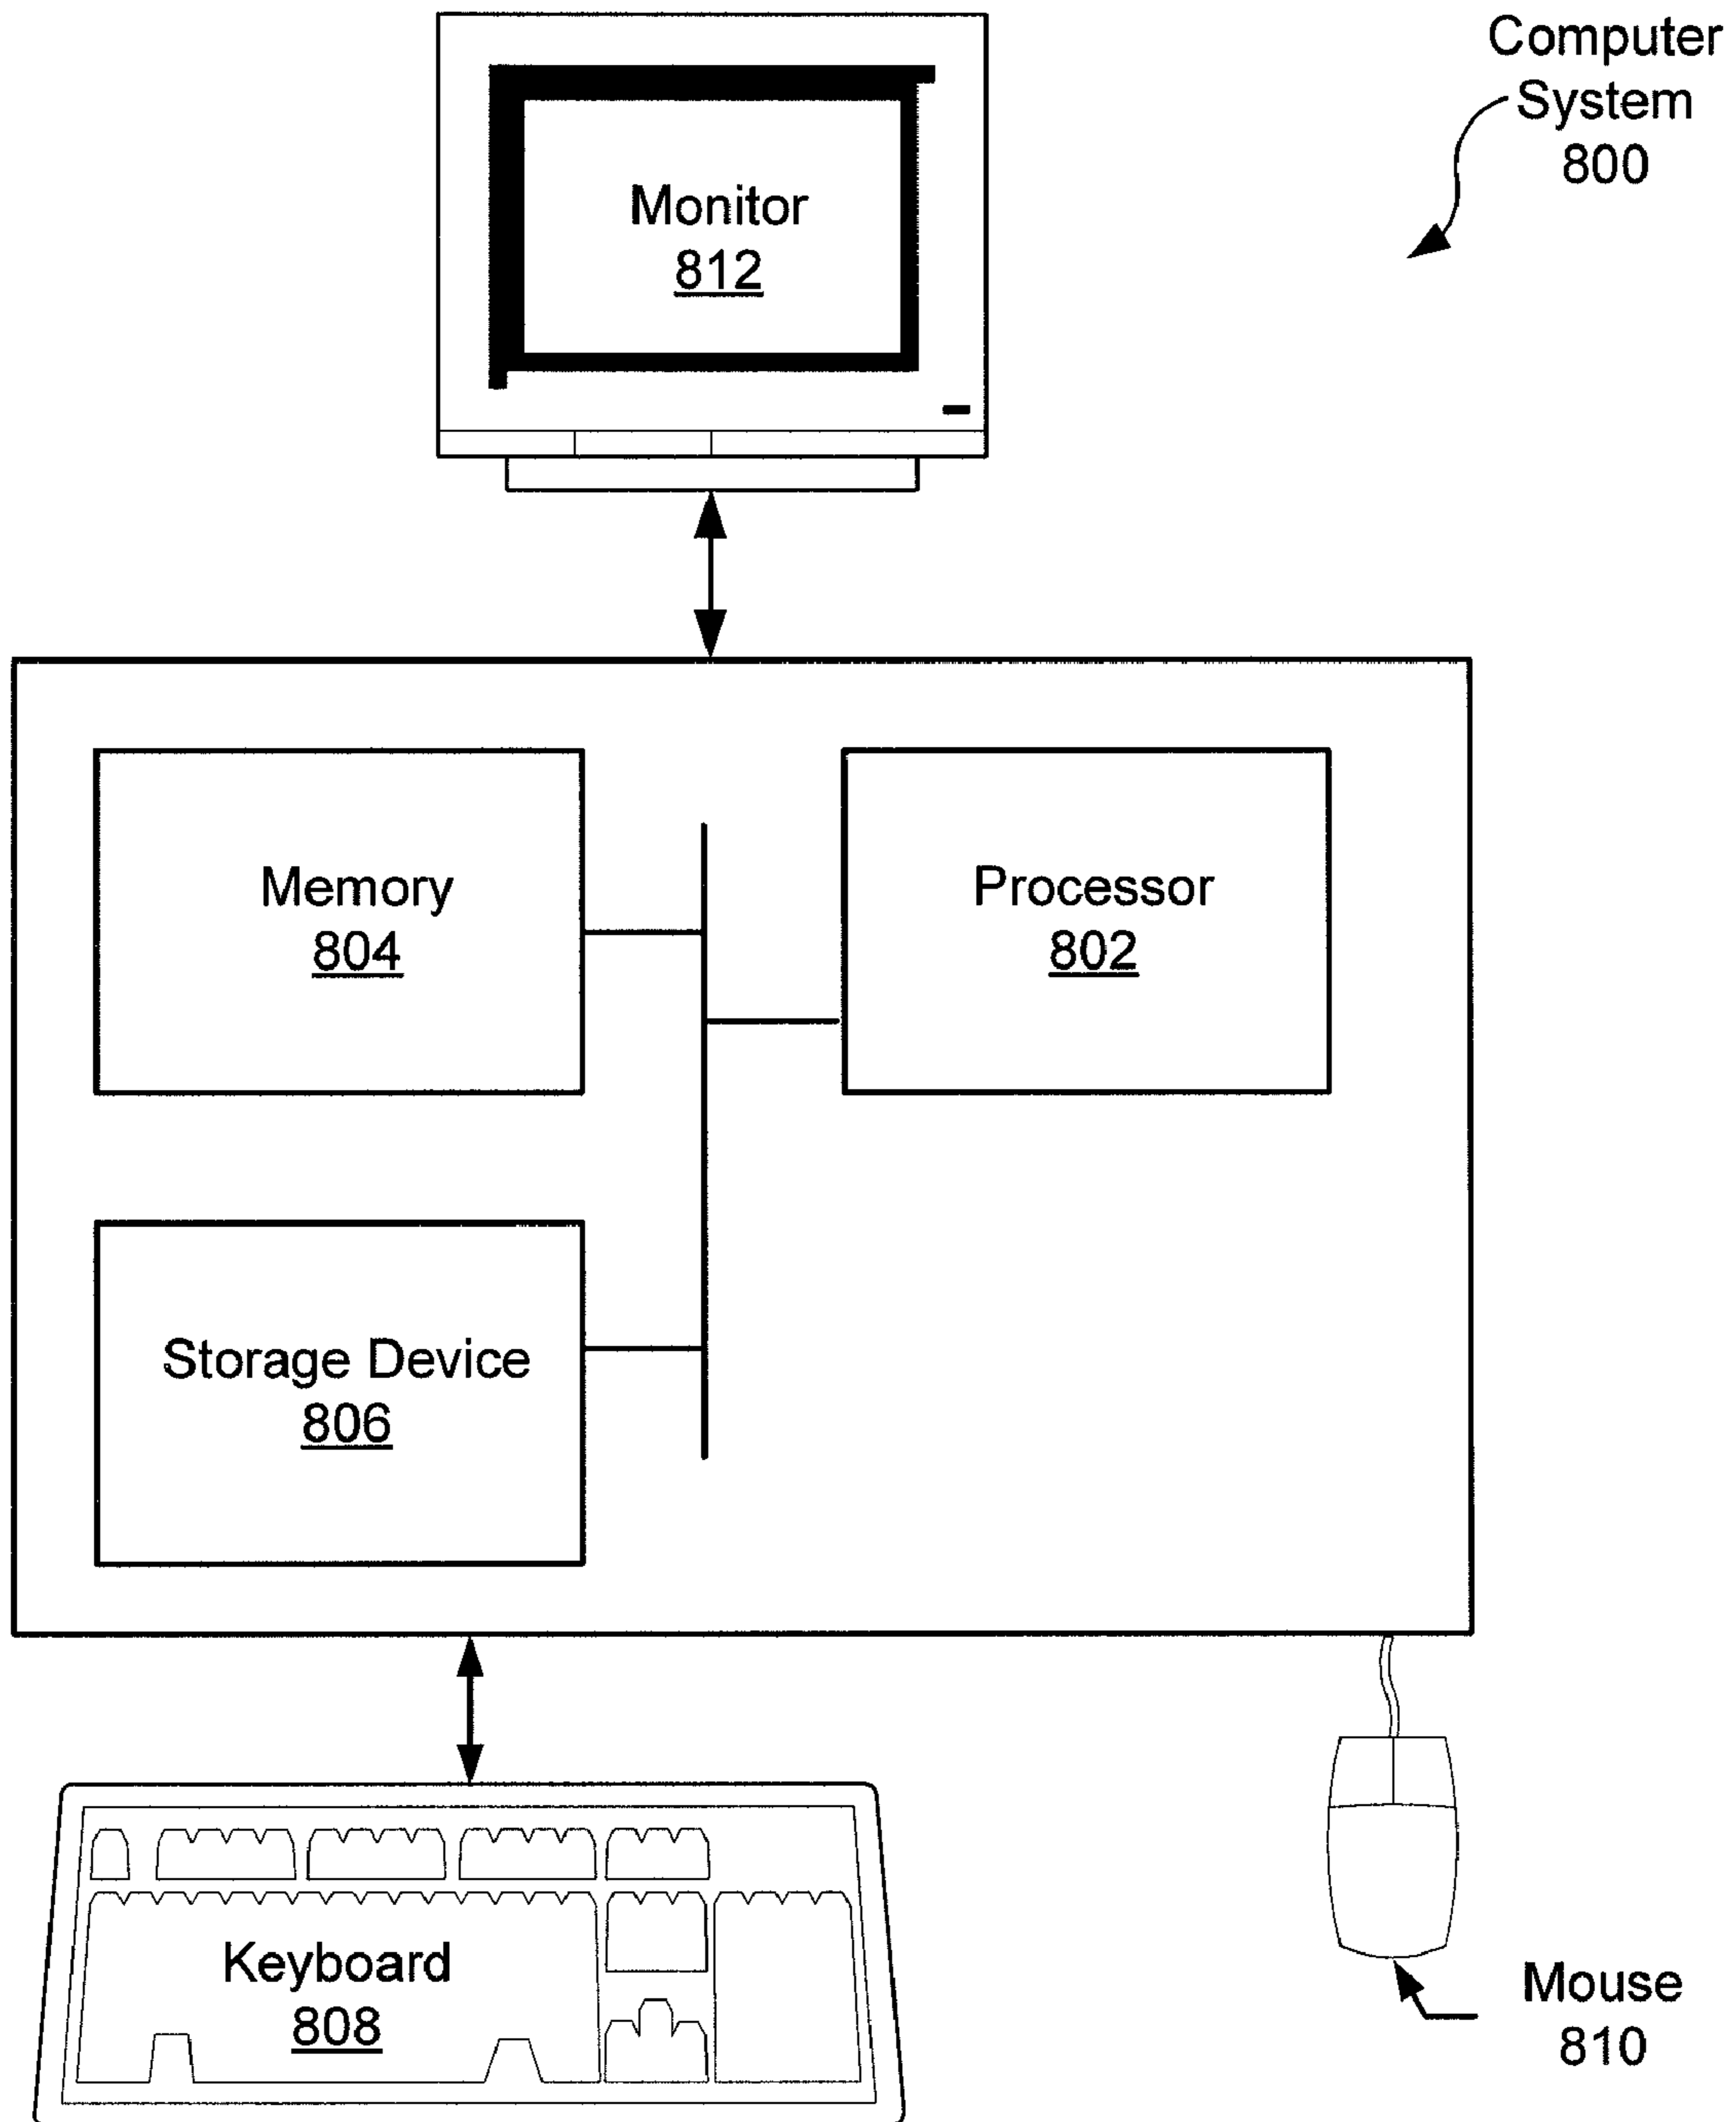 Computer
System
800
Monitor
812
Memory
804
Processor
802
Storage Device
806
Keyboard
808
Mouse
810